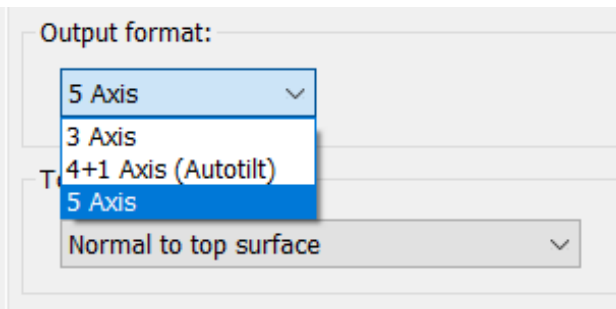 Output format:
5 Axis
3 Axis
4+1 Axis (Autotilt)
5 Axis
Normal to top surface